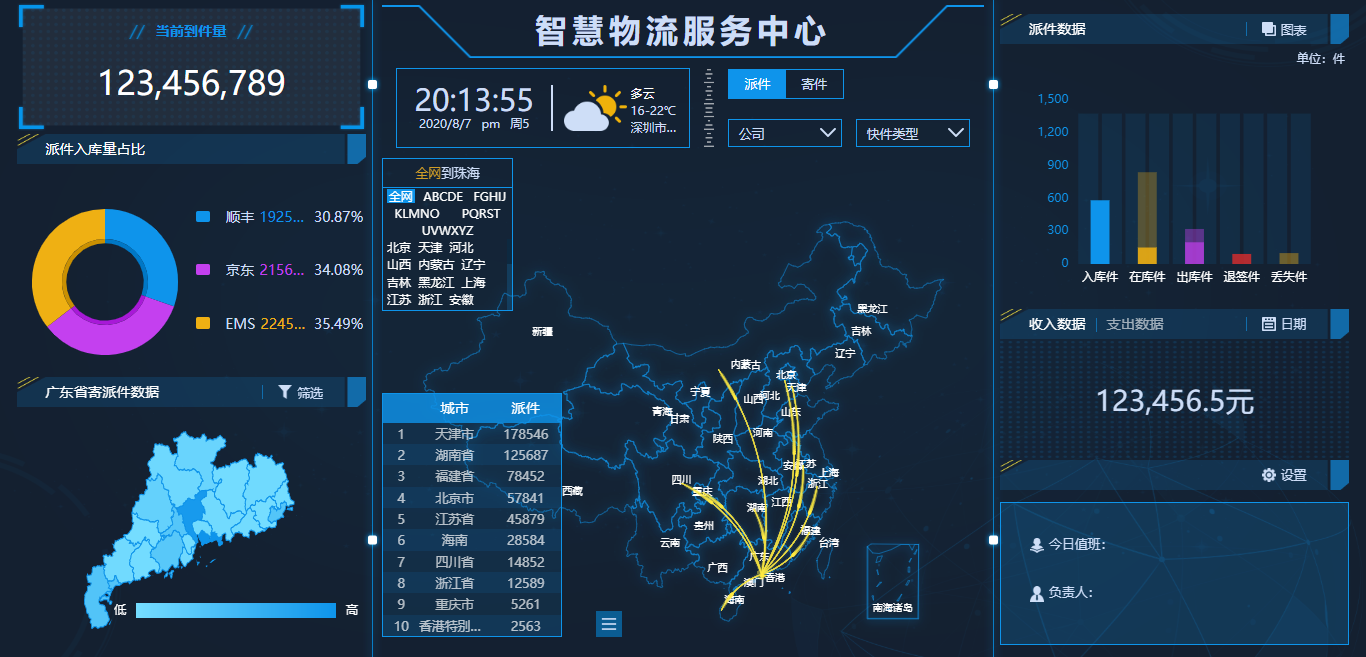 // 当前到件量 //
123,456,789
派件入库量占比
顺丰 1925... 30.87%
京东 2156... 34.08%
EMS 2245... 35.49%
广东省寄派件数据 筛选
低 高
智慧物流服务中心
20:13:55
2020/8/7 pm 周5
多云
16-22℃
深圳市...
派件 寄件
公司 快件类型
全网到珠海
全网 ABCDE FGHIJ
KLMNO PQRST
UVWXYZ
北京 天津 河北
山西 内蒙古 辽宁
吉林 黑龙江 上海
江苏 浙江 安徽
城市 派件
1 天津市 178546
2 湖南省 125687
3 福建省 78452
4 北京市 57841
5 江苏省 45879
6 海南 28584
7 四川省 14852
8 浙江省 12589
9 重庆市 5261
10 香港特别... 2563
黑龙江
吉林
新疆
辽宁
内蒙古
北京
天津
宁夏
山西
河北
青海
甘肃
山东
陕西
河南
安
江苏
上海
四川
湖北
浙江
西藏
重庆
湖南
江西
贵州
福建
云南
台湾
广东
广西
澳门
香港
海南
南海诸岛
派件数据 图表
单位: 件
1,500
1,200
900
600
300
0
入库件 在库件 出库件 退签件 丢失件
收入数据 支出数据 日期
123,456.5元
设置
今日值班:
负责人: